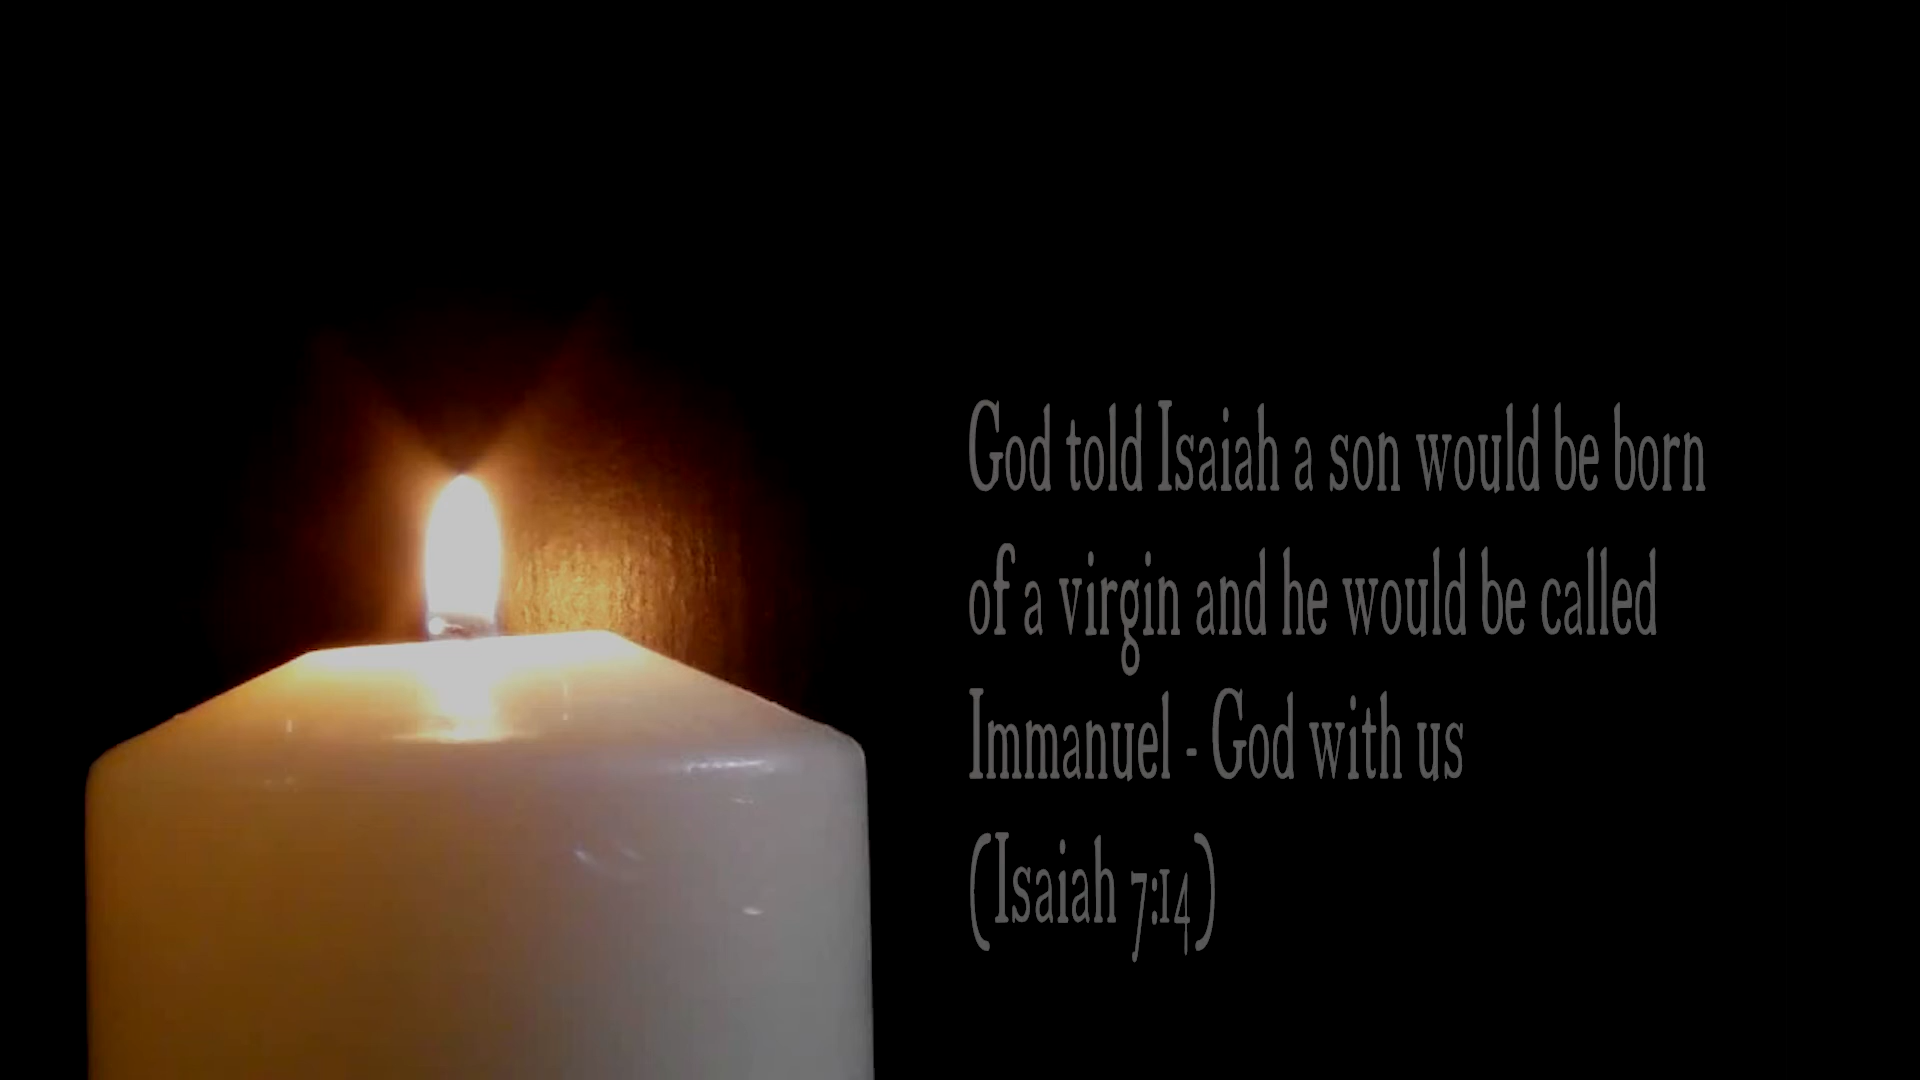 God told Isaiah a son would be born
of a virgin and he would be called
Immanuel - God with us
(Isaiah 7:14)